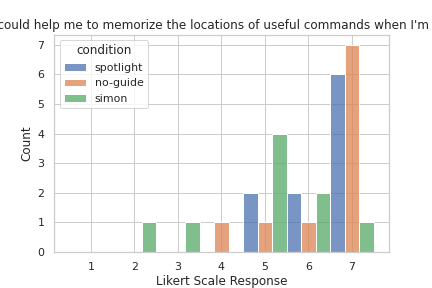 could help me to memorize the locations of useful commands when I'm
condition
spotlight
no-guide
simon
7
6
5
4
3
2
1
0
Count
1 2 3 4 5 6 7
Likert Scale Response